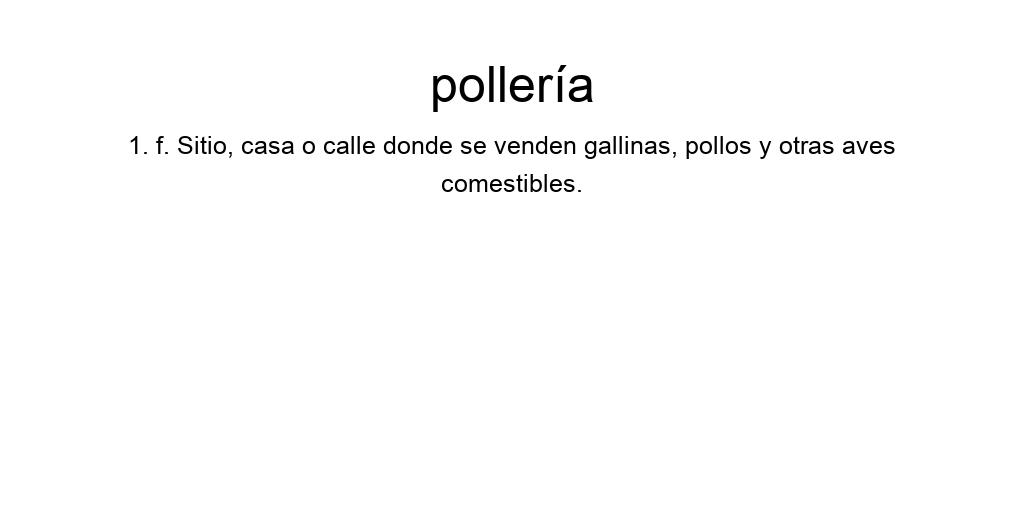 pollería
1. f. Sitio, casa o calle donde se venden gallinas, pollos y otras aves
comestibles.